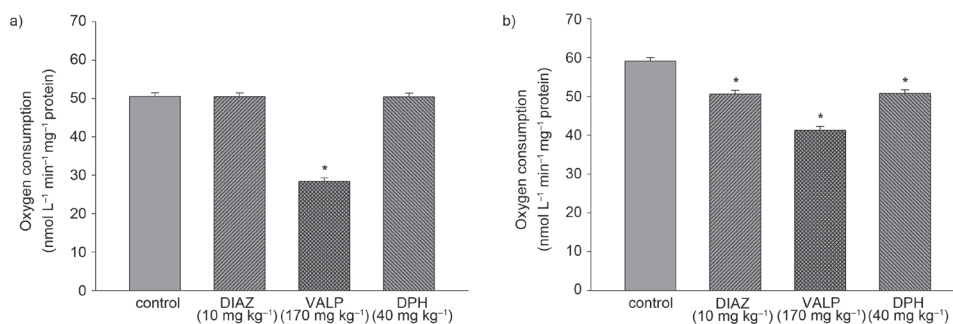 a)
Oxygen consumption
(nmol L⁻¹ min⁻¹ mg⁻¹ protein)
70
60
50
40
30
20
10
0
*
control
DIAZ
(10 mg kg⁻¹)
VALP
(170 mg kg⁻¹)
DPH
(40 mg kg⁻¹)
b)
Oxygen consumption
(nmol L⁻¹ min⁻¹ mg⁻¹ protein)
70
60
50
40
30
20
10
0
*
*
*
control
DIAZ
(10 mg kg⁻¹)
VALP
(170 mg kg⁻¹)
DPH
(40 mg kg⁻¹)